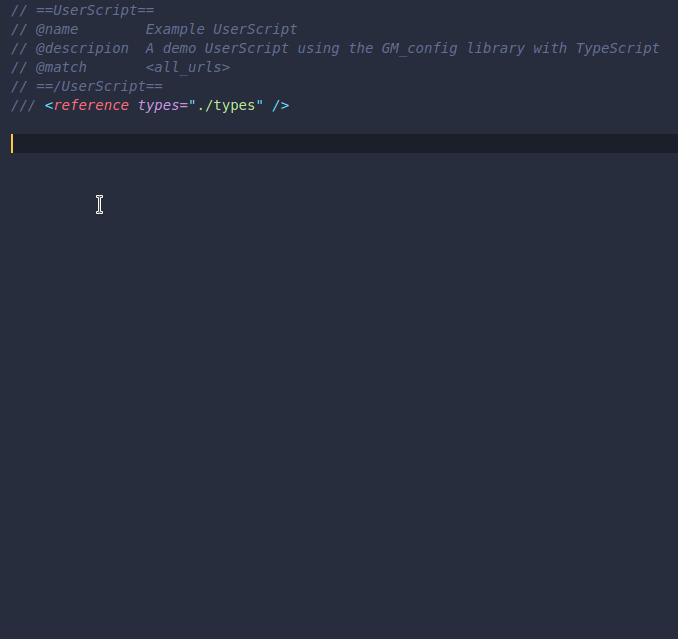 // ==UserScript==
// @name       Example UserScript
// @descripion  A demo UserScript using the GM_config library with TypeScript
// @match       <all_urls>
// ==/UserScript==
/// <reference types="./types" />